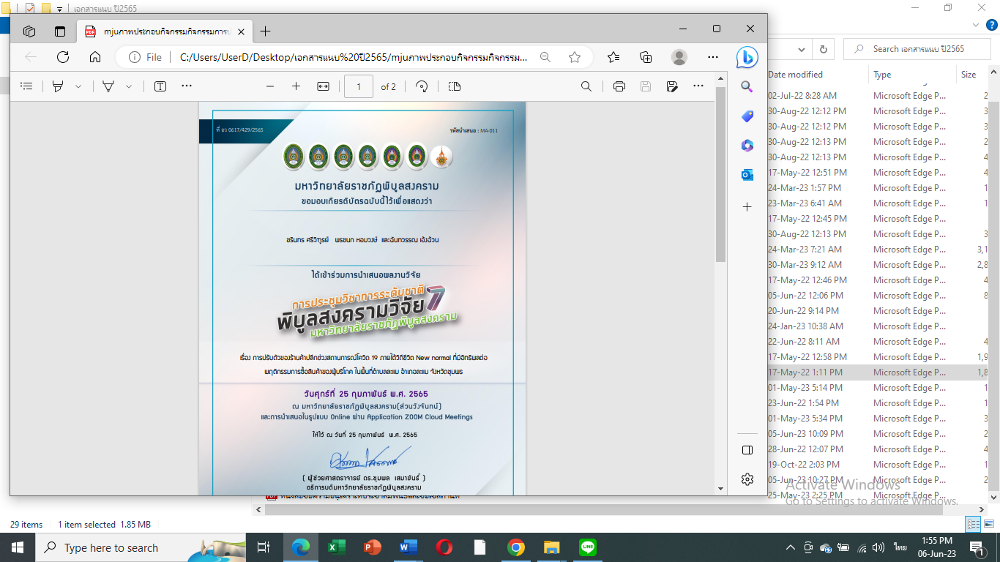 เอกสารแนบ ปี2565
mjuภาพประกอบกิจกรรมกิจกรรมการป
File
C:/Users/UserD/Desktop/เอกสารแนบ%20ปี2565/mjuภาพประกอบกิจกรรมกิจกรรม...
Search เอกสารแนบ ปี2565
1 of 2
Date modified Type Size
ที่ อว 0617/429/2565
รหัสนำเสนอ : MA-011
มหาวิทยาลัยราชภัฏพิบูลสงคราม
ขอมอบเกียรติบัตรฉบับนี้ไว้เพื่อแสดงว่า
ชรินทร ศรีวิฑูรย์ พรชนก หอมวงษ์ และฉันทวรรณ เอ้งฉ้วน
ได้เข้าร่วมการนำเสนอผลงานวิจัย
การประชุมวิชาการระดับชาติ
พิบูลสงครามวิจัย 7
มหาวิทยาลัยราชภัฏพิบูลสงคราม
เรื่อง การปรับตัวของร้านค้าปลีกช่วงสถานการณ์โควิด 19 ภายใต้วิถีชีวิต New normal ที่มีอิทธิพลต่อ
พฤติกรรมการซื้อสินค้าของผู้บริโภค ในพื้นที่ตำบลละแม อำเภอละแม จังหวัดชุมพร
วันศุกร์ที่ 25 กุมภาพันธ์ พ.ศ. 2565
ณ มหาวิทยาลัยราชภัฏพิบูลสงคราม(ส่วนวังจันทน์)
และการนำเสนอในรูปแบบ Online ผ่าน Application ZOOM Cloud Meetings
ให้ไว้ ณ วันที่ 25 กุมภาพันธ์ พ.ศ. 2565
( ผู้ช่วยศาสตราจารย์ ดร.ชุมพล เสมาขันธ์ )
อธิการบดีมหาวิทยาลัยราชภัฏพิบูลสงคราม
02-Jul-22 8:28 AM Microsoft Edge P... 2
30-Aug-22 12:12 PM Microsoft Edge P... 3
30-Aug-22 12:12 PM Microsoft Edge P... 3
30-Aug-22 12:13 PM Microsoft Edge P... 2
30-Aug-22 12:13 PM Microsoft Edge P... 4
17-May-22 12:51 PM Microsoft Edge P... 4
24-Mar-23 1:57 PM Microsoft Edge P... 1
23-Mar-23 6:41 AM Microsoft Edge P... 1
17-May-22 12:45 PM Microsoft Edge P...
30-Aug-22 12:13 PM Microsoft Edge P... 3
24-Mar-23 7:21 AM Microsoft Edge P... 3,1
30-Mar-23 9:12 AM Microsoft Edge P... 2,8
17-May-22 12:46 PM Microsoft Edge P... 4
05-Jun-22 12:06 PM Microsoft Edge P... 8
20-Jun-22 9:14 PM Microsoft Edge P...
24-Jan-23 10:38 AM Microsoft Edge P...
22-Jun-22 8:11 AM Microsoft Edge P... 4
17-May-22 12:58 PM Microsoft Edge P... 1,9
17-May-22 1:11 PM Microsoft Edge P... 1,8
01-May-23 5:14 PM Microsoft Edge P... 1
23-Jun-22 1:54 PM Microsoft Edge P... 1
01-May-23 5:34 PM Microsoft Edge P... 3
05-Jun-23 10:09 PM Microsoft Edge P... 2
28-Jun-22 12:07 PM Microsoft Edge P... 4
19-Oct-22 2:03 PM Microsoft Edge P... 1
05-Jun-23 10:27 PM Microsoft Edge P... 2
25-May-23 2:25 PM Microsoft Edge P...
Activate Windows
Go to Settings to activate Windows.
29 items 1 item selected 1.85 MB
Type here to search
ไทย
1:55 PM
06-Jun-23
1